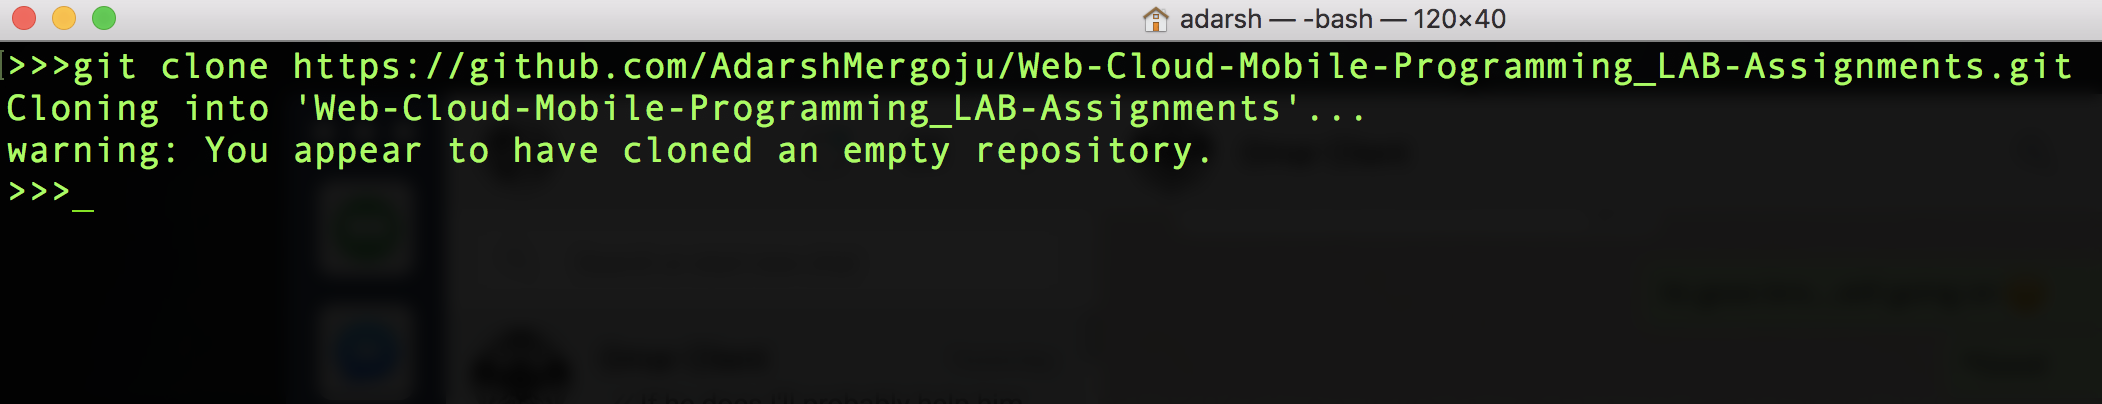 adarsh — -bash — 120×40
>>>git clone https://github.com/AdarshMergoju/Web-Cloud-Mobile-Programming_LAB-Assignments.git
Cloning into 'Web-Cloud-Mobile-Programming_LAB-Assignments'...
warning: You appear to have cloned an empty repository.
>>>_